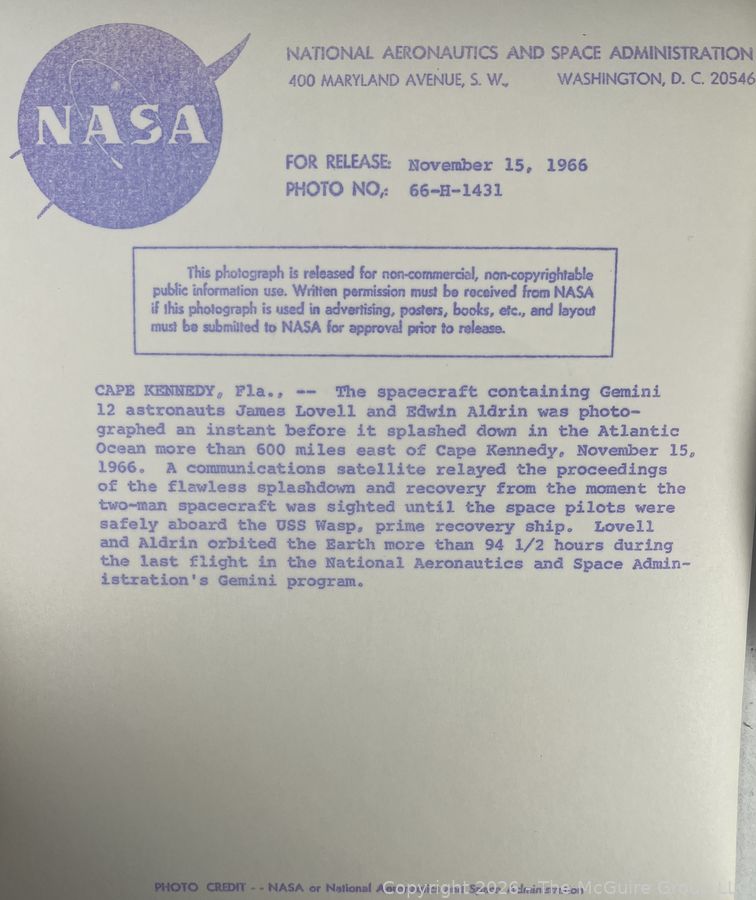 NASA
NATIONAL AERONAUTICS AND SPACE ADMINISTRATION
400 MARYLAND AVENUE, S. W., WASHINGTON, D. C. 20546
FOR RELEASE: November 15, 1966
PHOTO NO.: 66-H-1431
This photograph is released for non-commercial, non-copyrightable
public information use. Written permission must be received from NASA
if this photograph is used in advertising, posters, books, etc., and layout
must be submitted to NASA for approval prior to release.
CAPE KENNEDY, Fla., -- The spacecraft containing Gemini
12 astronauts James Lovell and Edwin Aldrin was photo-
graphed an instant before it splashed down in the Atlantic
Ocean more than 600 miles east of Cape Kennedy, November 15,
1966. A communications satellite relayed the proceedings
of the flawless splashdown and recovery from the moment the
two-man spacecraft was sighted until the space pilots were
safely aboard the USS Wasp, prime recovery ship. Lovell
and Aldrin orbited the Earth more than 94 1/2 hours during
the last flight in the National Aeronautics and Space Admin-
istration's Gemini program.
PHOTO CREDIT - - NASA or National Aeronautics and Space Administration
Copyright 2026 - The McGuire Group LLC